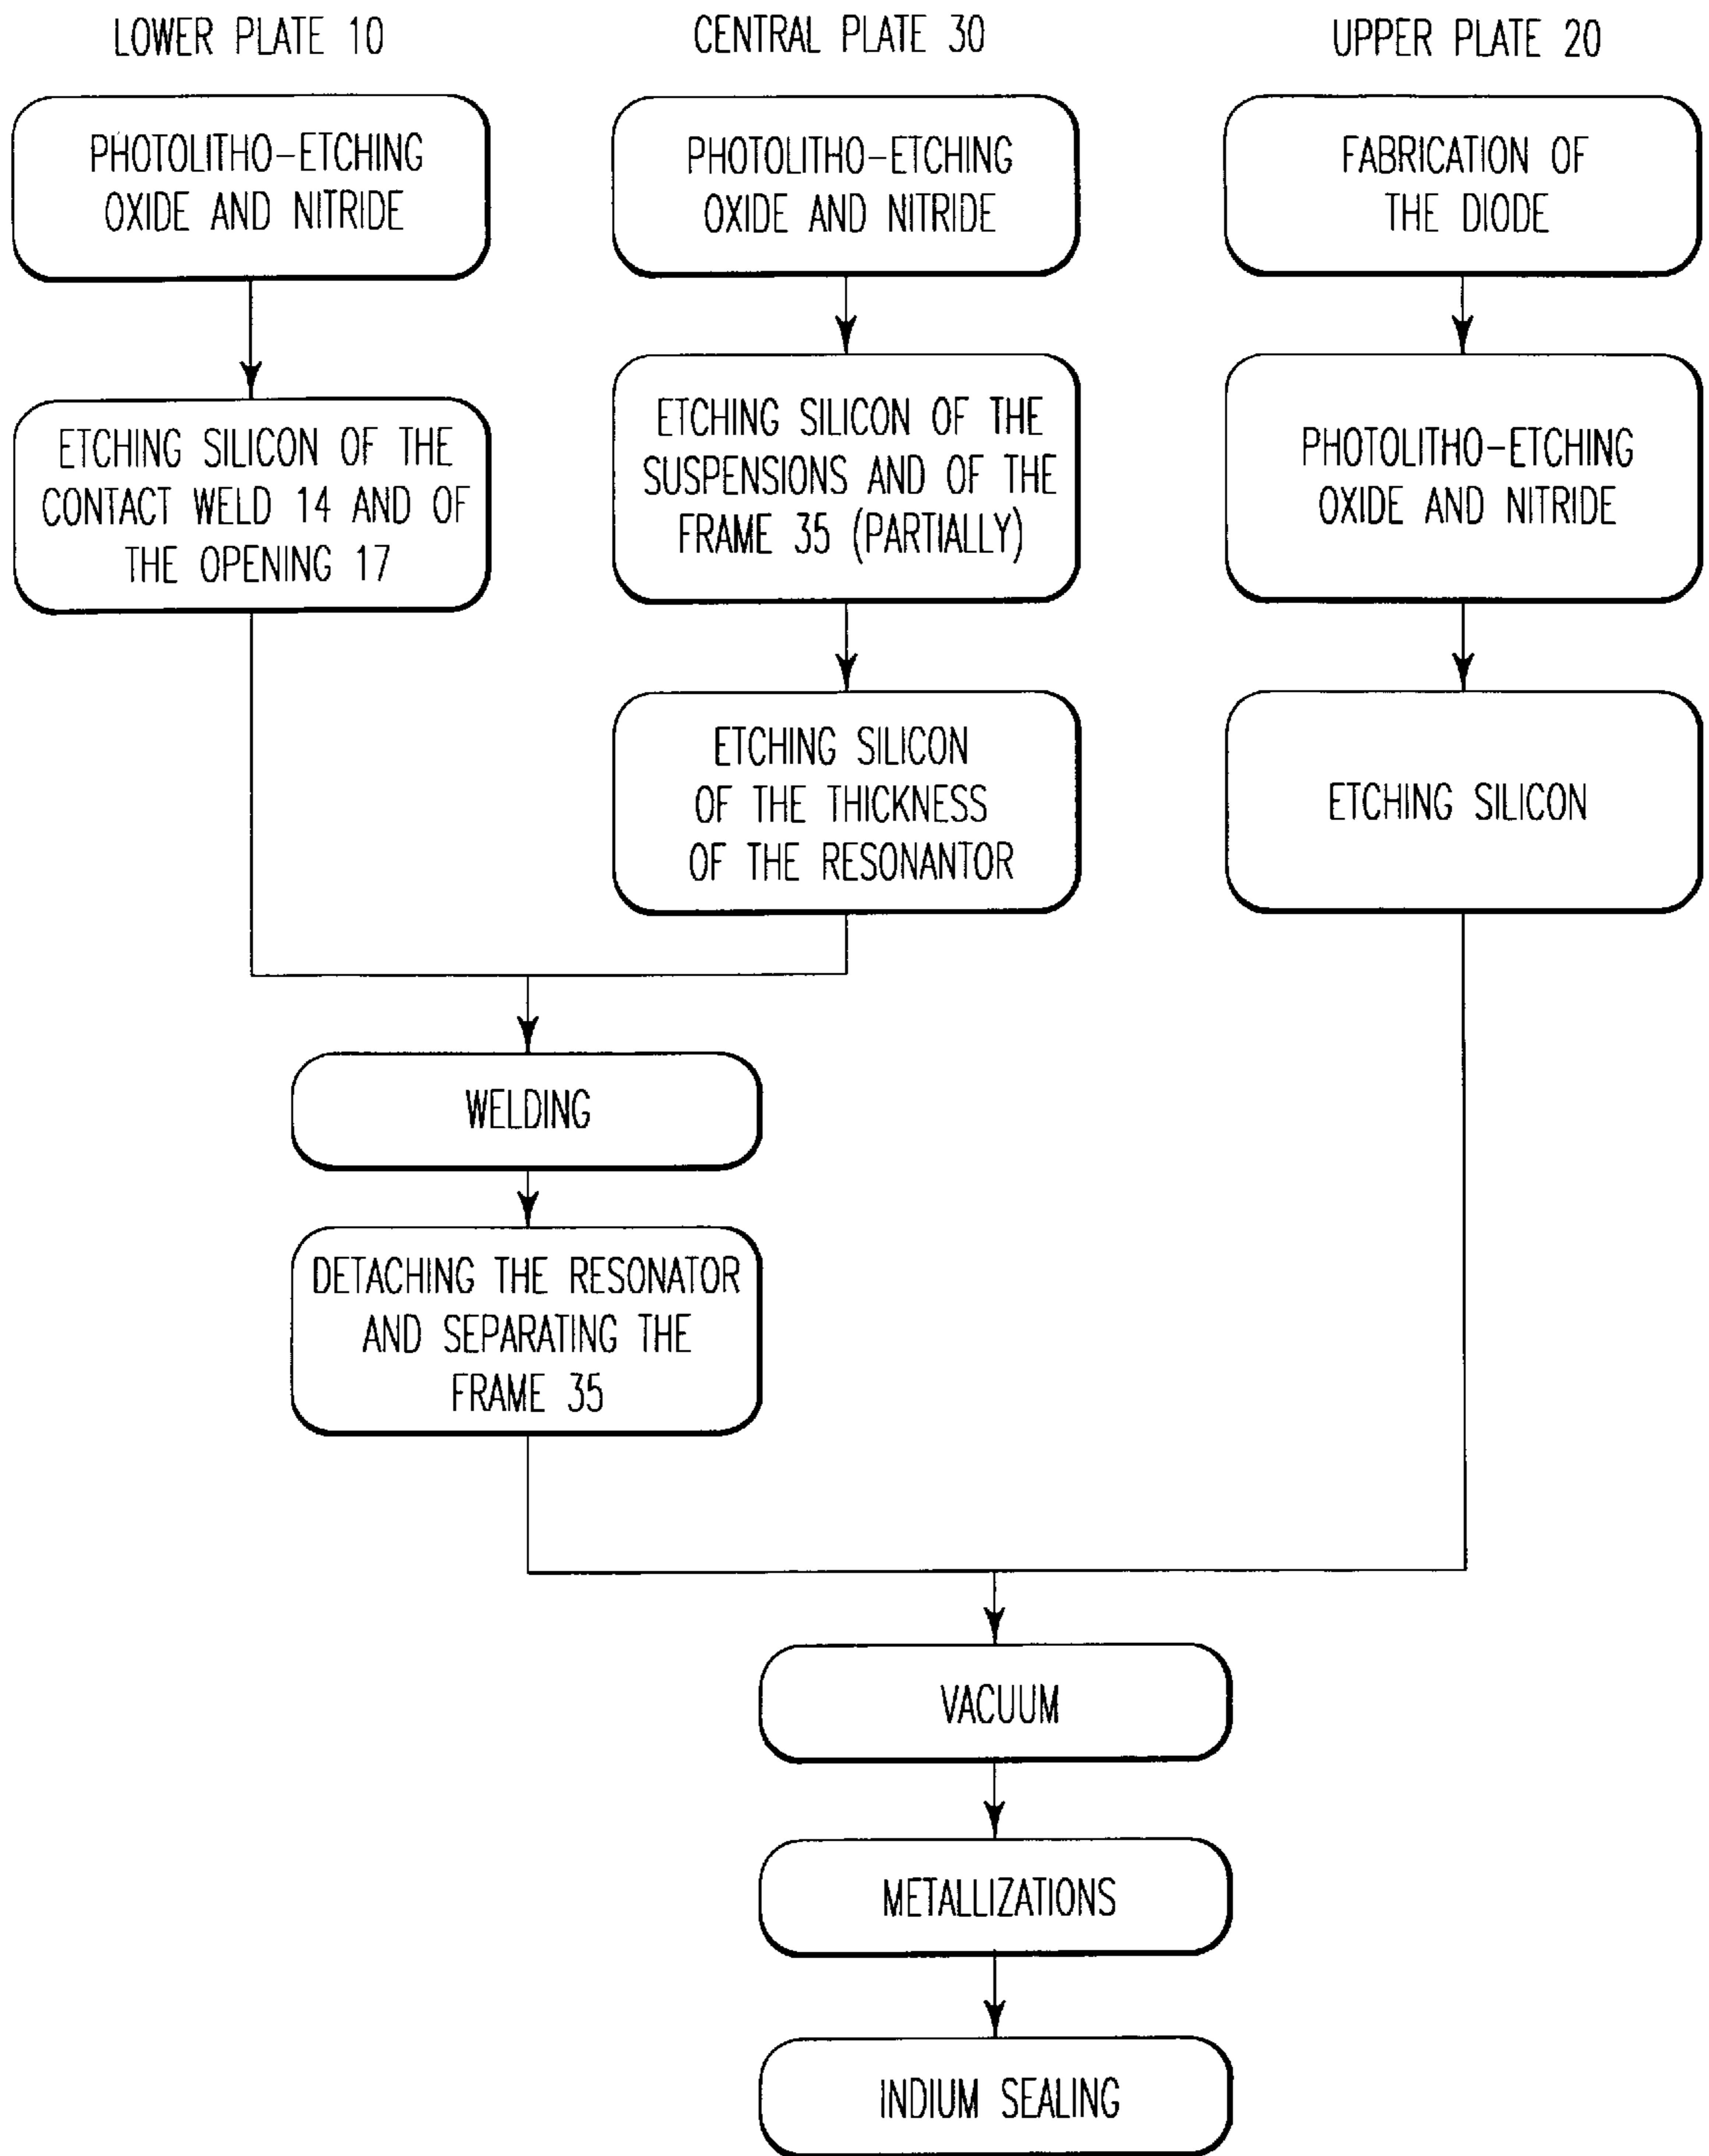 LOWER PLATE 10
PHOTOLITHO-ETCHING
OXIDE AND NITRIDE
ETCHING SILICON OF THE
CONTACT WELD 14 AND OF
THE OPENING 17
CENTRAL PLATE 30
PHOTOLITHO-ETCHING
OXIDE AND NITRIDE
ETCHING SILICON OF THE
SUSPENSIONS AND OF THE
FRAME 35 (PARTIALLY)
ETCHING SILICON
OF THE THICKNESS
OF THE RESONANTOR
UPPER PLATE 20
FABRICATION OF
THE DIODE
PHOTOLITHO-ETCHING
OXIDE AND NITRIDE
ETCHING SILICON
WELDING
DETACHING THE RESONATOR
AND SEPARATING THE
FRAME 35
VACUUM
METALLIZATIONS
INDIUM SEALING